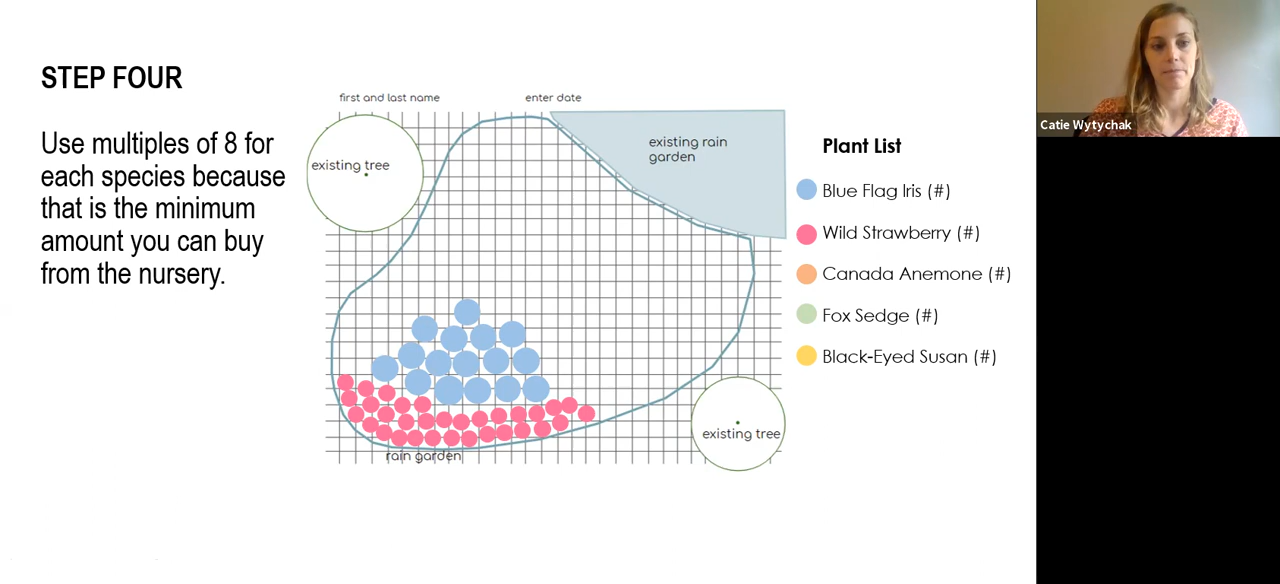 STEP FOUR
Use multiples of 8 for
each species because
that is the minimum
amount you can buy
from the nursery.
first and last name
enter date
existing tree
existing rain
garden
existing tree
rain garden
Plant List
Blue Flag Iris (#)
Wild Strawberry (#)
Canada Anemone (#)
Fox Sedge (#)
Black-Eyed Susan (#)
Catie Wytychak